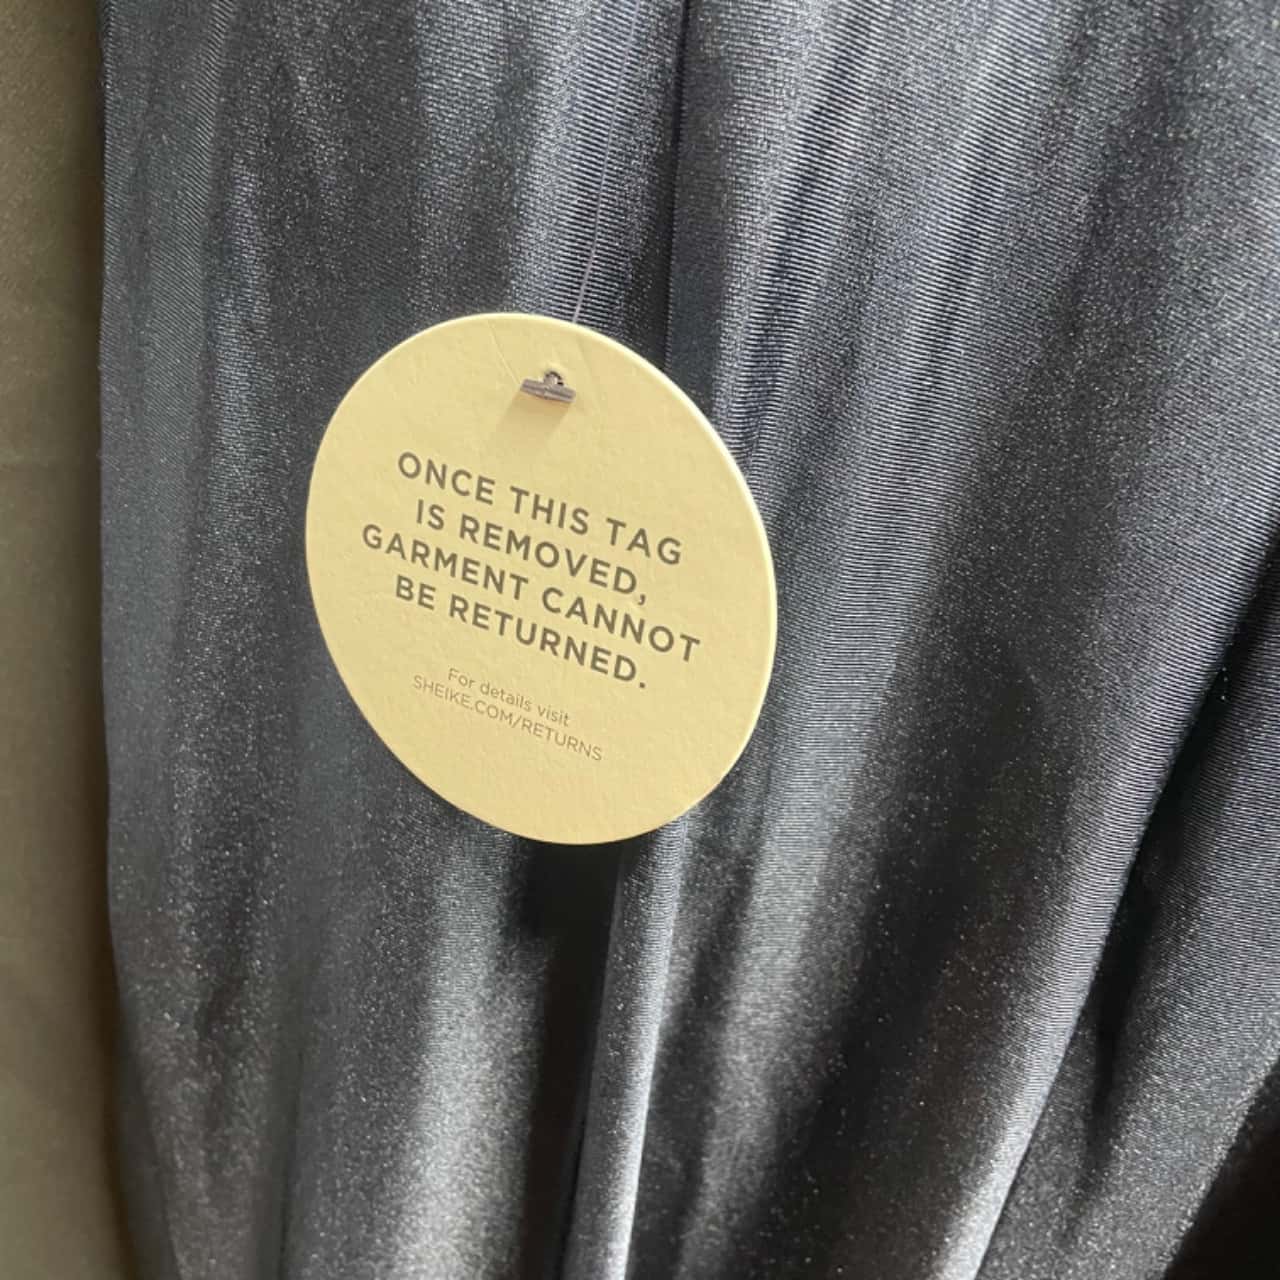 ONCE THIS TAG
IS REMOVED,
GARMENT CANNOT
BE RETURNED.
For details visit
SHEIKE.COM/RETURNS